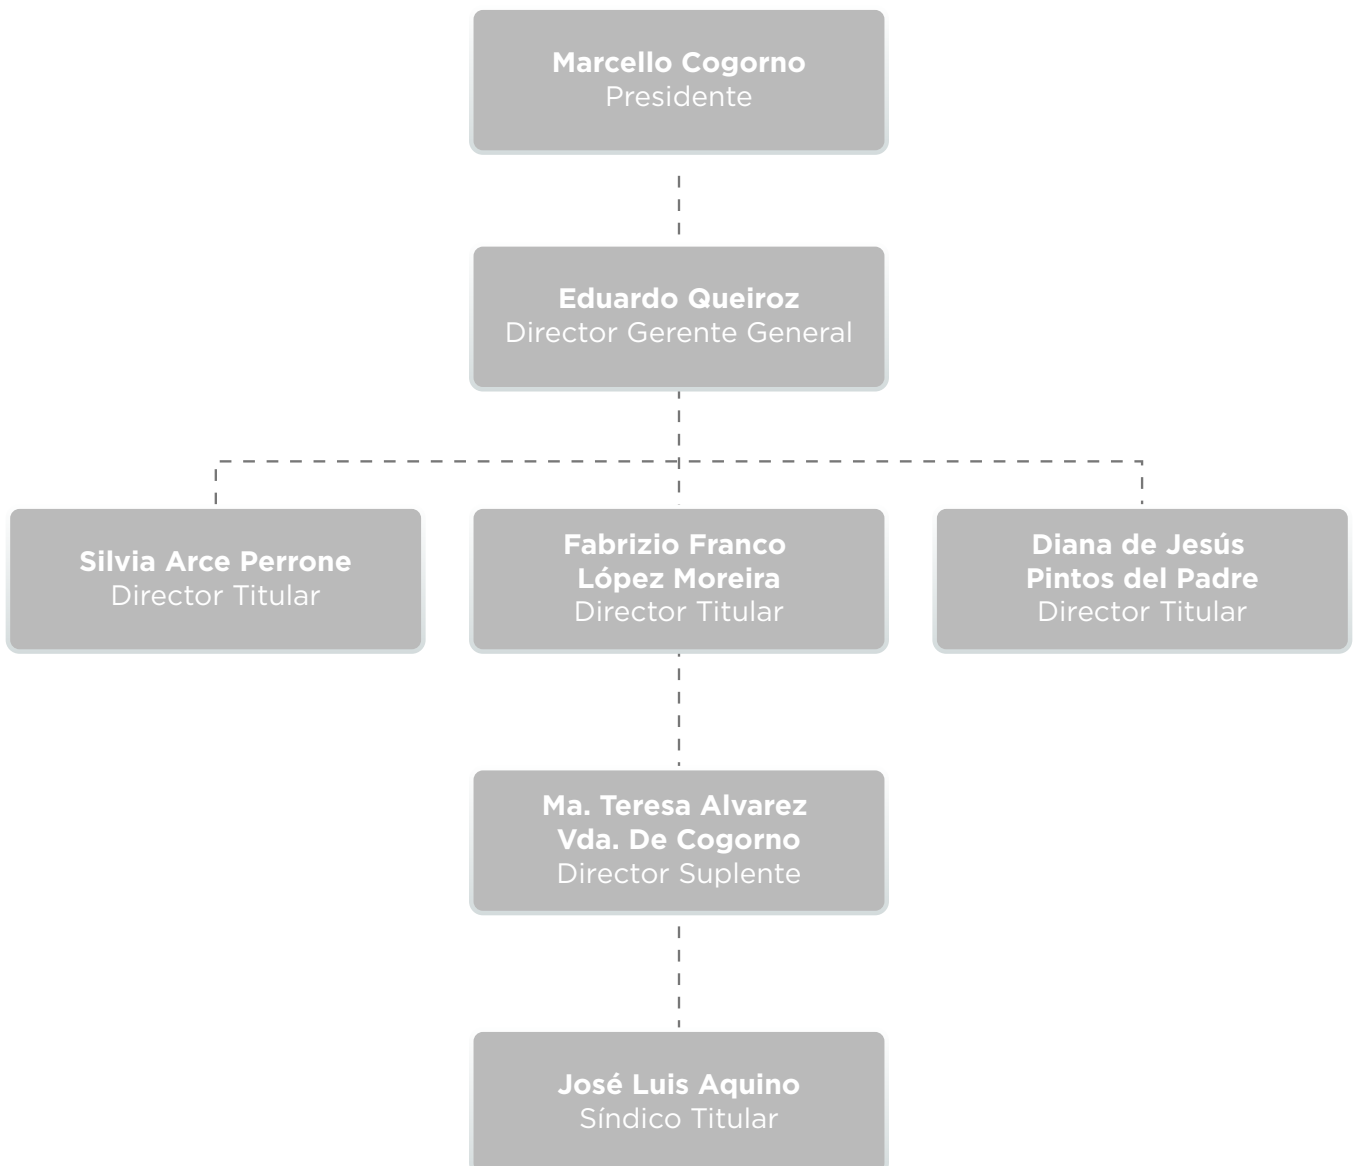 Marcello Cogorno
Presidente
Eduardo Queiroz
Director Gerente General
Silvia Arce Perrone
Director Titular
Fabrizio Franco
López Moreira
Director Titular
Diana de Jesús
Pintos del Padre
Director Titular
Ma. Teresa Alvarez
Vda. De Cogorno
Director Suplente
José Luis Aquino
Síndico Titular